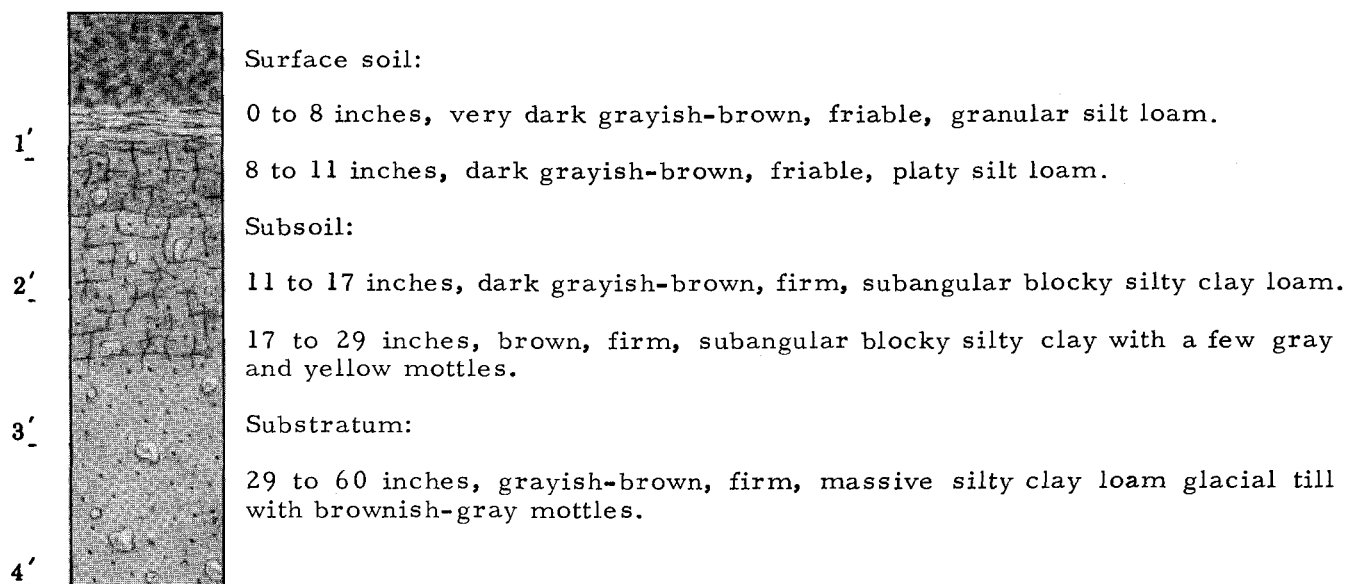 Surface soil:
0 to 8 inches, very dark grayish-brown, friable, granular silt loam.
1'
8 to 11 inches, dark grayish-brown, friable, platy silt loam.
Subsoil:
2'
11 to 17 inches, dark grayish-brown, firm, subangular blocky silty clay loam.
17 to 29 inches, brown, firm, subangular blocky silty clay with a few gray
and yellow mottles.
Substratum:
3'
29 to 60 inches, grayish-brown, firm, massive silty clay loam glacial till
with brownish-gray mottles.
4'